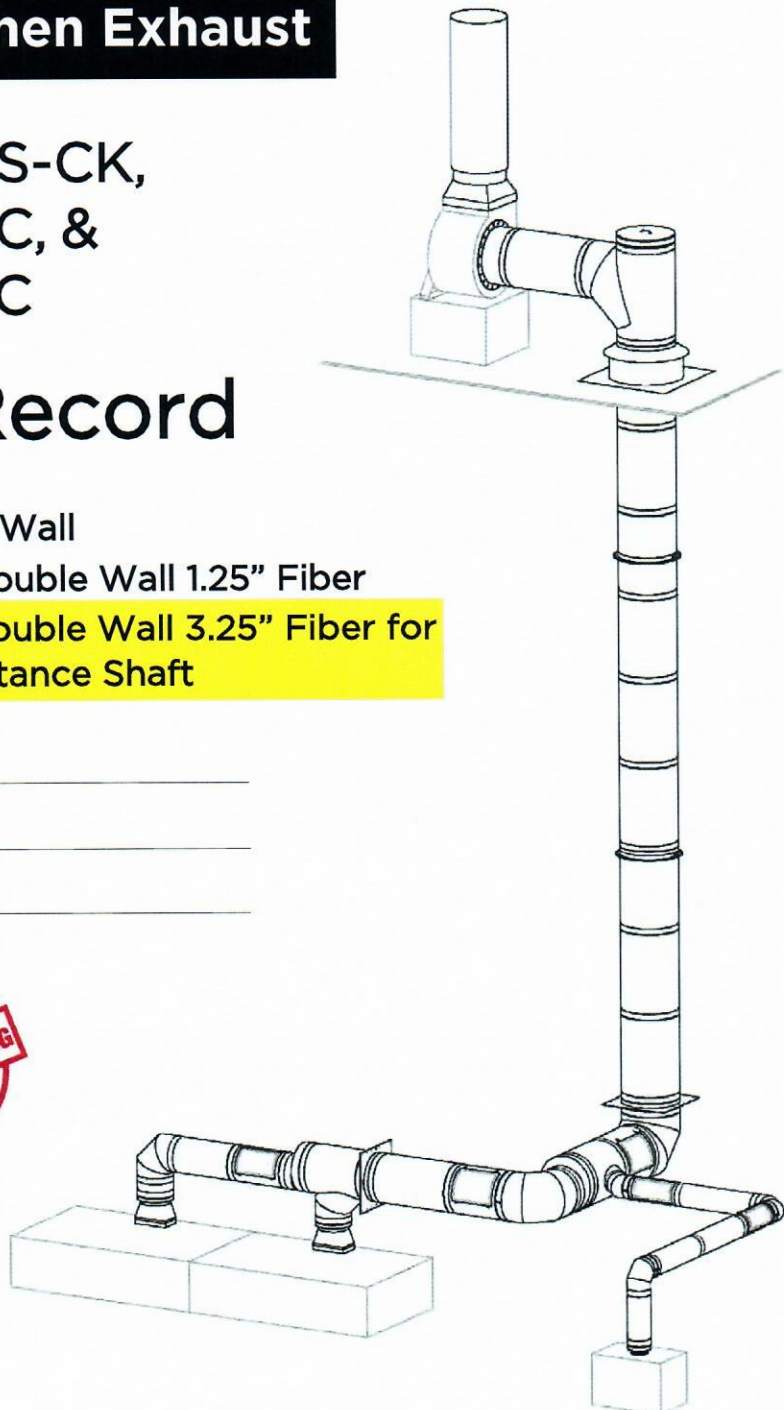 hen Exhaust
S-CK,
C, &
C
Record
Wall
ouble Wall 1.25” Fiber
ouble Wall 3.25” Fiber for
tance Shaft
G